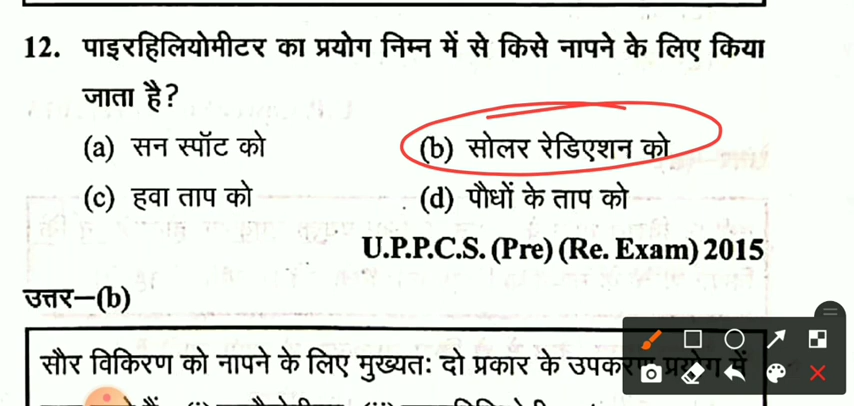 12. पाइरहिलियोमीटर का प्रयोग निम्न में से किसे नापने के लिए किया
जाता है?
(a) सन स्पॉट को (b) सोलर रेडिएशन को
(c) हवा ताप को (d) पौधों के ताप को
U.P.P.C.S. (Pre) (Re. Exam) 2015
उत्तर–(b)
सौर विकिरण को नापने के लिए मुख्यतः दो प्रकार के उपकरण प्रयोग में